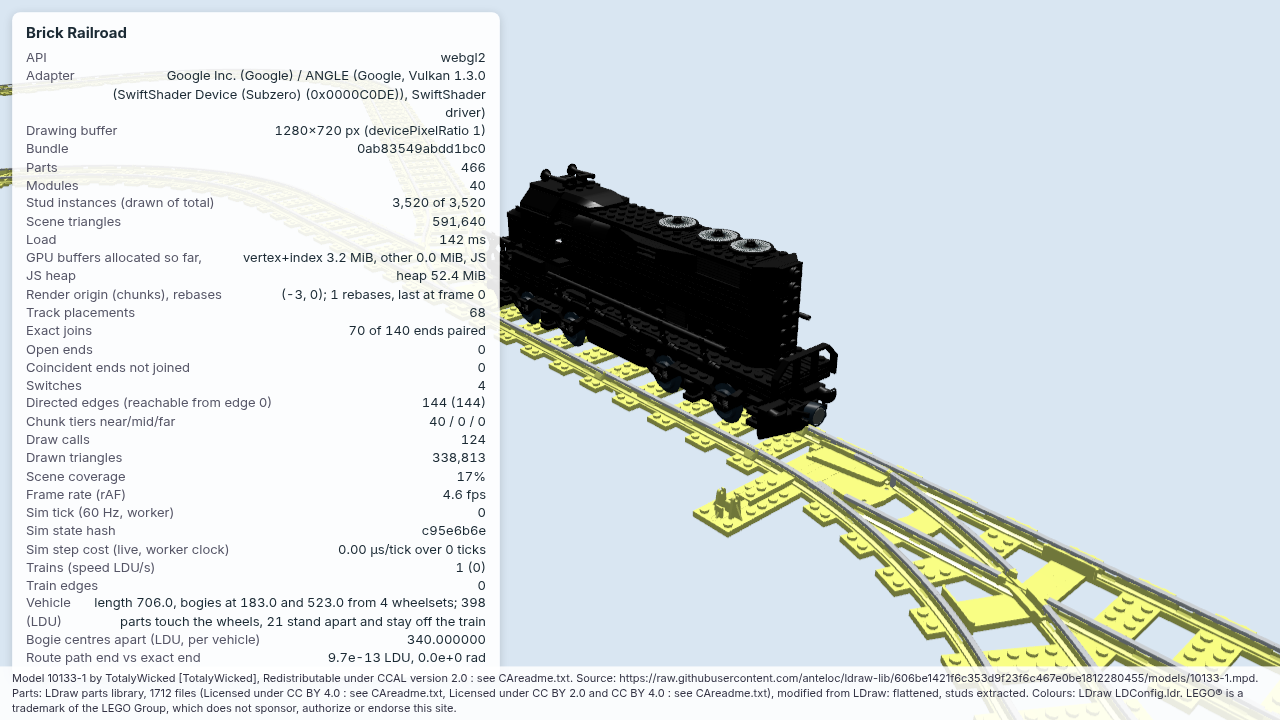 Brick Railroad
API webgl2
Adapter Google Inc. (Google) / ANGLE (Google, Vulkan 1.3.0
(SwiftShader Device (Subzero) (0x0000C0DE)), SwiftShader
driver)
Drawing buffer 1280×720 px (devicePixelRatio 1)
Bundle 0ab83549abdd1bc0
Parts 466
Modules 40
Stud instances (drawn of total) 3,520 of 3,520
Scene triangles 591,640
Load 142 ms
GPU buffers allocated so far, vertex+index 3.2 MiB, other 0.0 MiB, JS
JS heap heap 52.4 MiB
Render origin (chunks), rebases (-3, 0); 1 rebases, last at frame 0
Track placements 68
Exact joins 70 of 140 ends paired
Open ends 0
Coincident ends not joined 0
Switches 4
Directed edges (reachable from edge 0) 144 (144)
Chunk tiers near/mid/far 40 / 0 / 0
Draw calls 124
Drawn triangles 338,813
Scene coverage 17%
Frame rate (rAF) 4.6 fps
Sim tick (60 Hz, worker) 0
Sim state hash c95e6b6e
Sim step cost (live, worker clock) 0.00 µs/tick over 0 ticks
Trains (speed LDU/s) 1 (0)
Train edges 0
Vehicle length 706.0, bogies at 183.0 and 523.0 from 4 wheelsets; 398
(LDU) parts touch the wheels, 21 stand apart and stay off the train
Bogie centres apart (LDU, per vehicle) 340.000000
Route path end vs exact end 9.7e-13 LDU, 0.0e+0 rad
Model 10133-1 by TotalyWicked [TotalyWicked], Redistributable under CCAL version 2.0 : see CAreadme.txt. Source: https://raw.githubusercontent.com/anteloc/ldraw-lib/606be1421f6c353d9f23f6c467e0be1812280455/models/10133-1.mpd.
Parts: LDraw parts library, 1712 files (Licensed under CC BY 4.0 : see CAreadme.txt, Licensed under CC BY 2.0 and CC BY 4.0 : see CAreadme.txt), modified from LDraw: flattened, studs extracted. Colours: LDraw LDConfig.ldr. LEGO® is a
trademark of the LEGO Group, which does not sponsor, authorize or endorse this site.